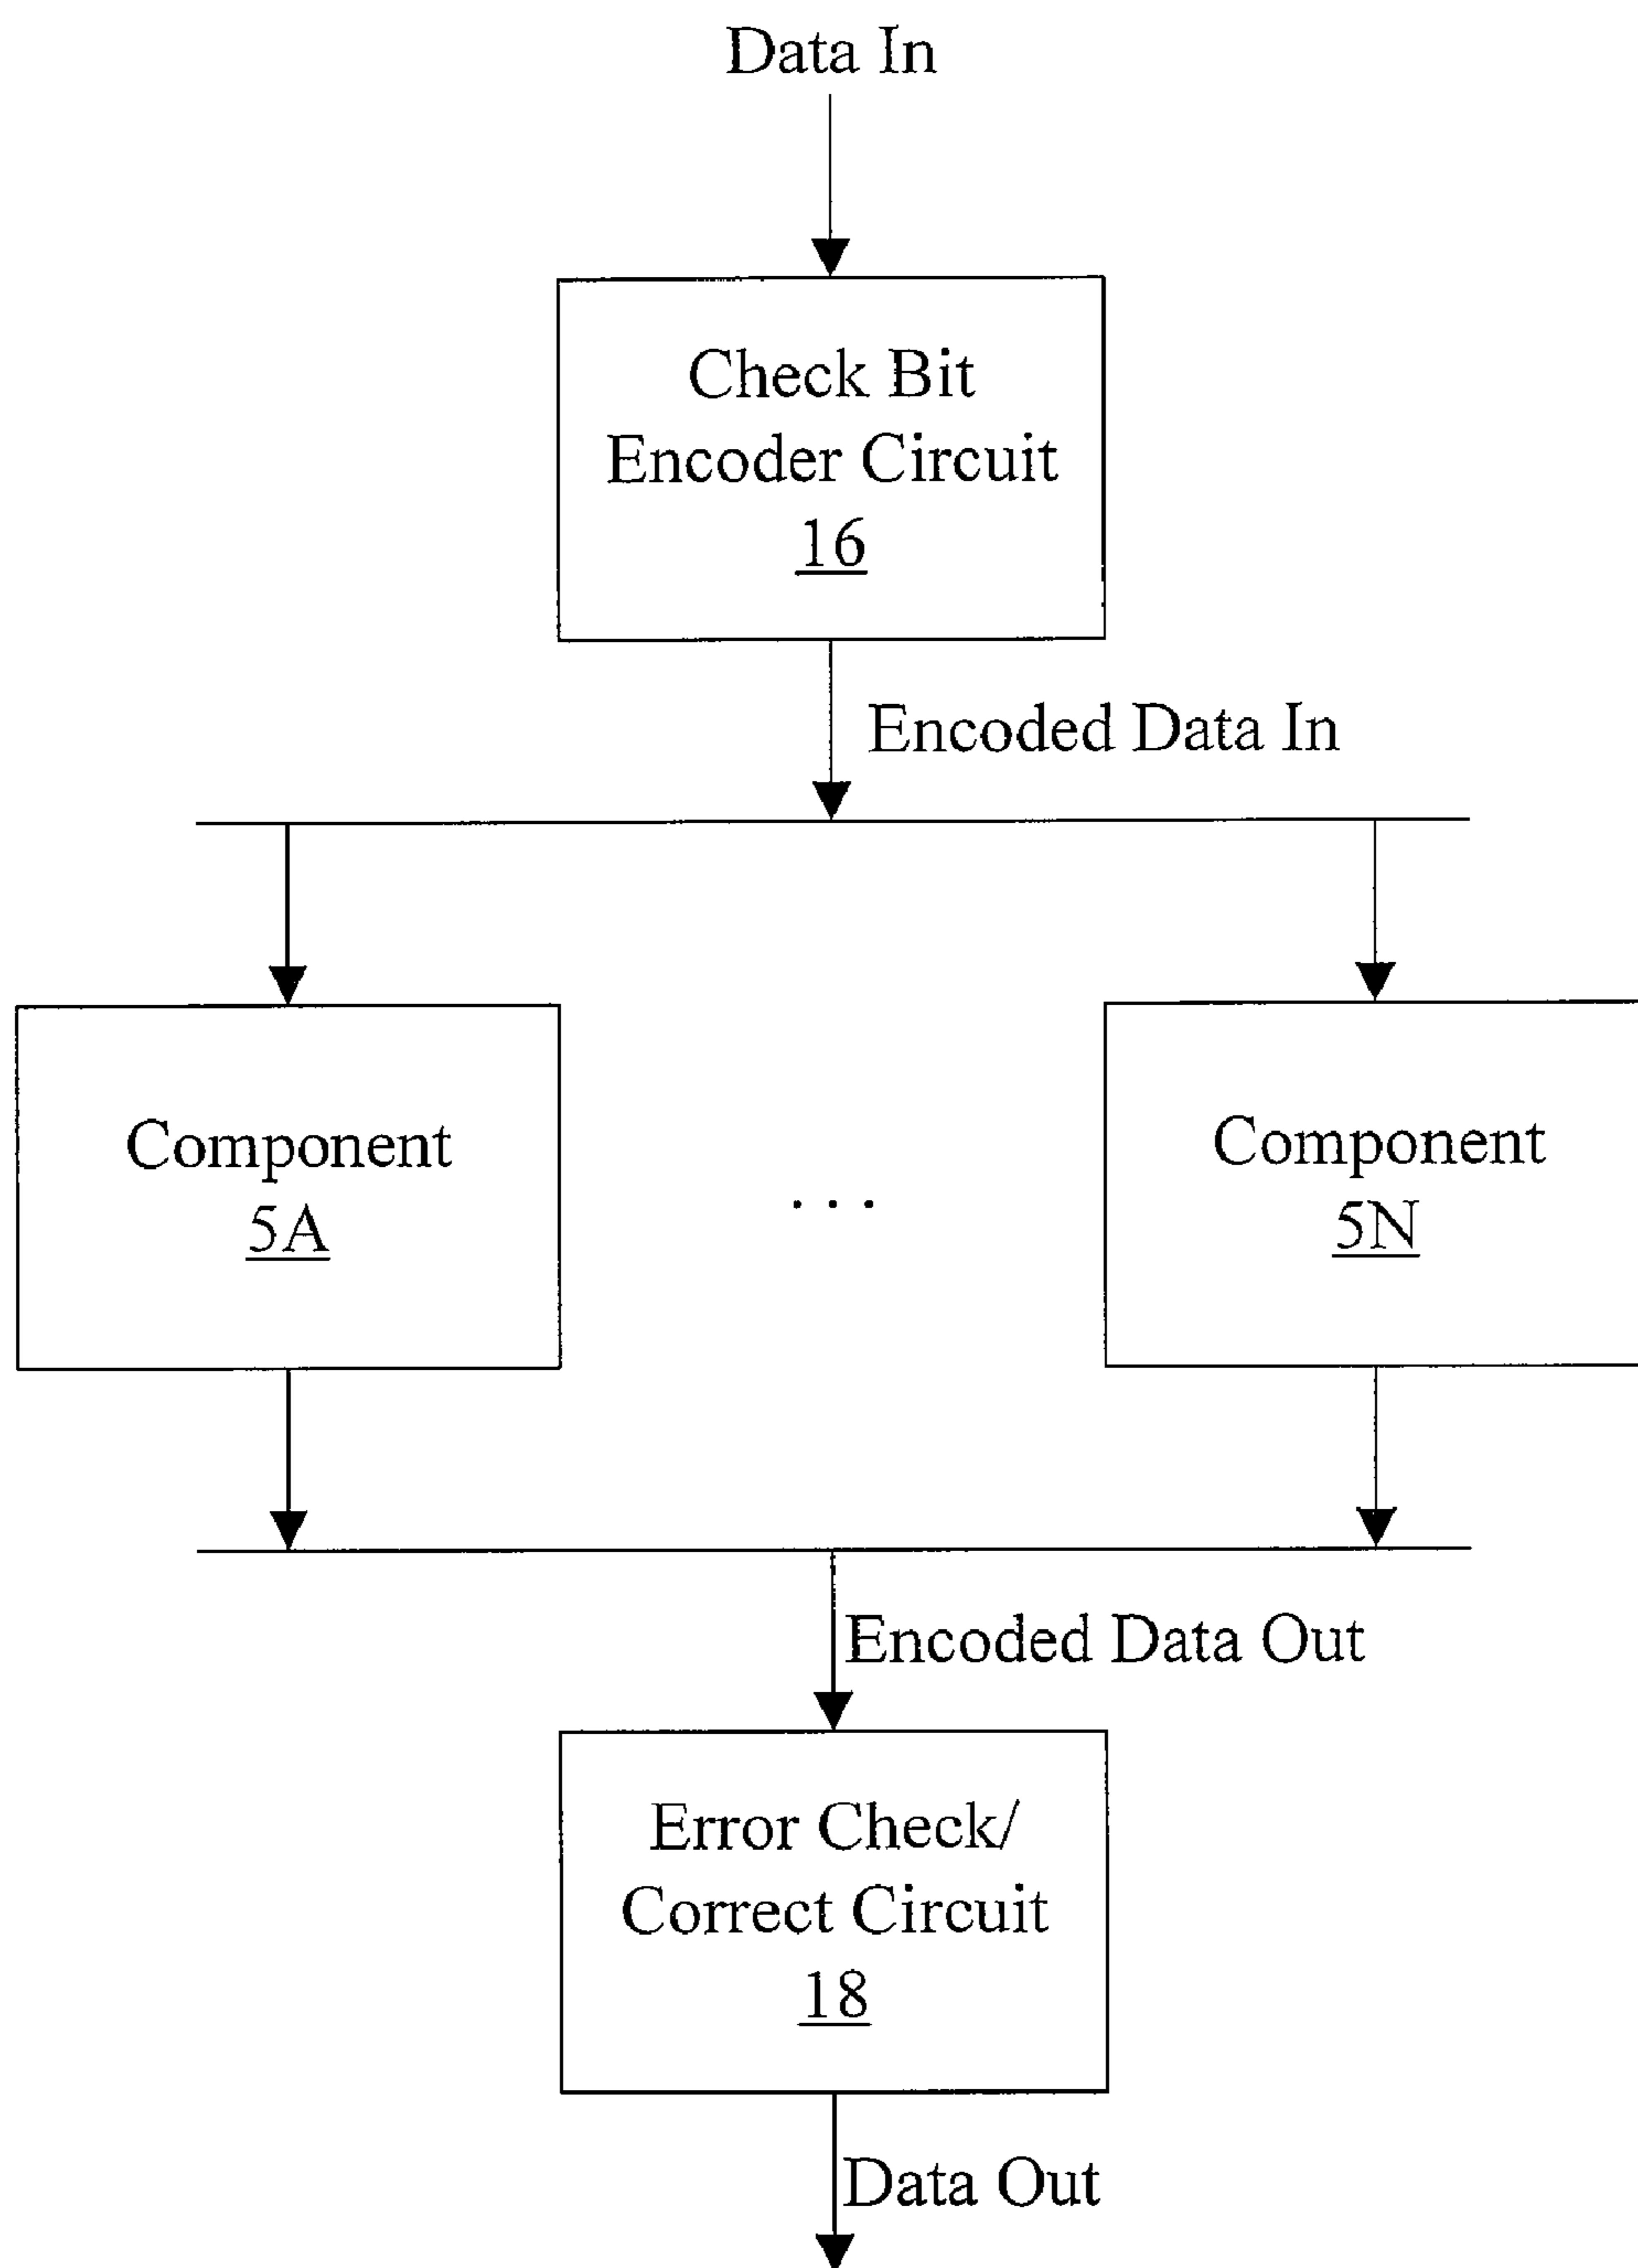 Data In
Check Bit
Encoder Circuit
16
Encoded Data In
Component
5A
. . .
Component
5N
Encoded Data Out
Error Check/
Correct Circuit
18
Data Out